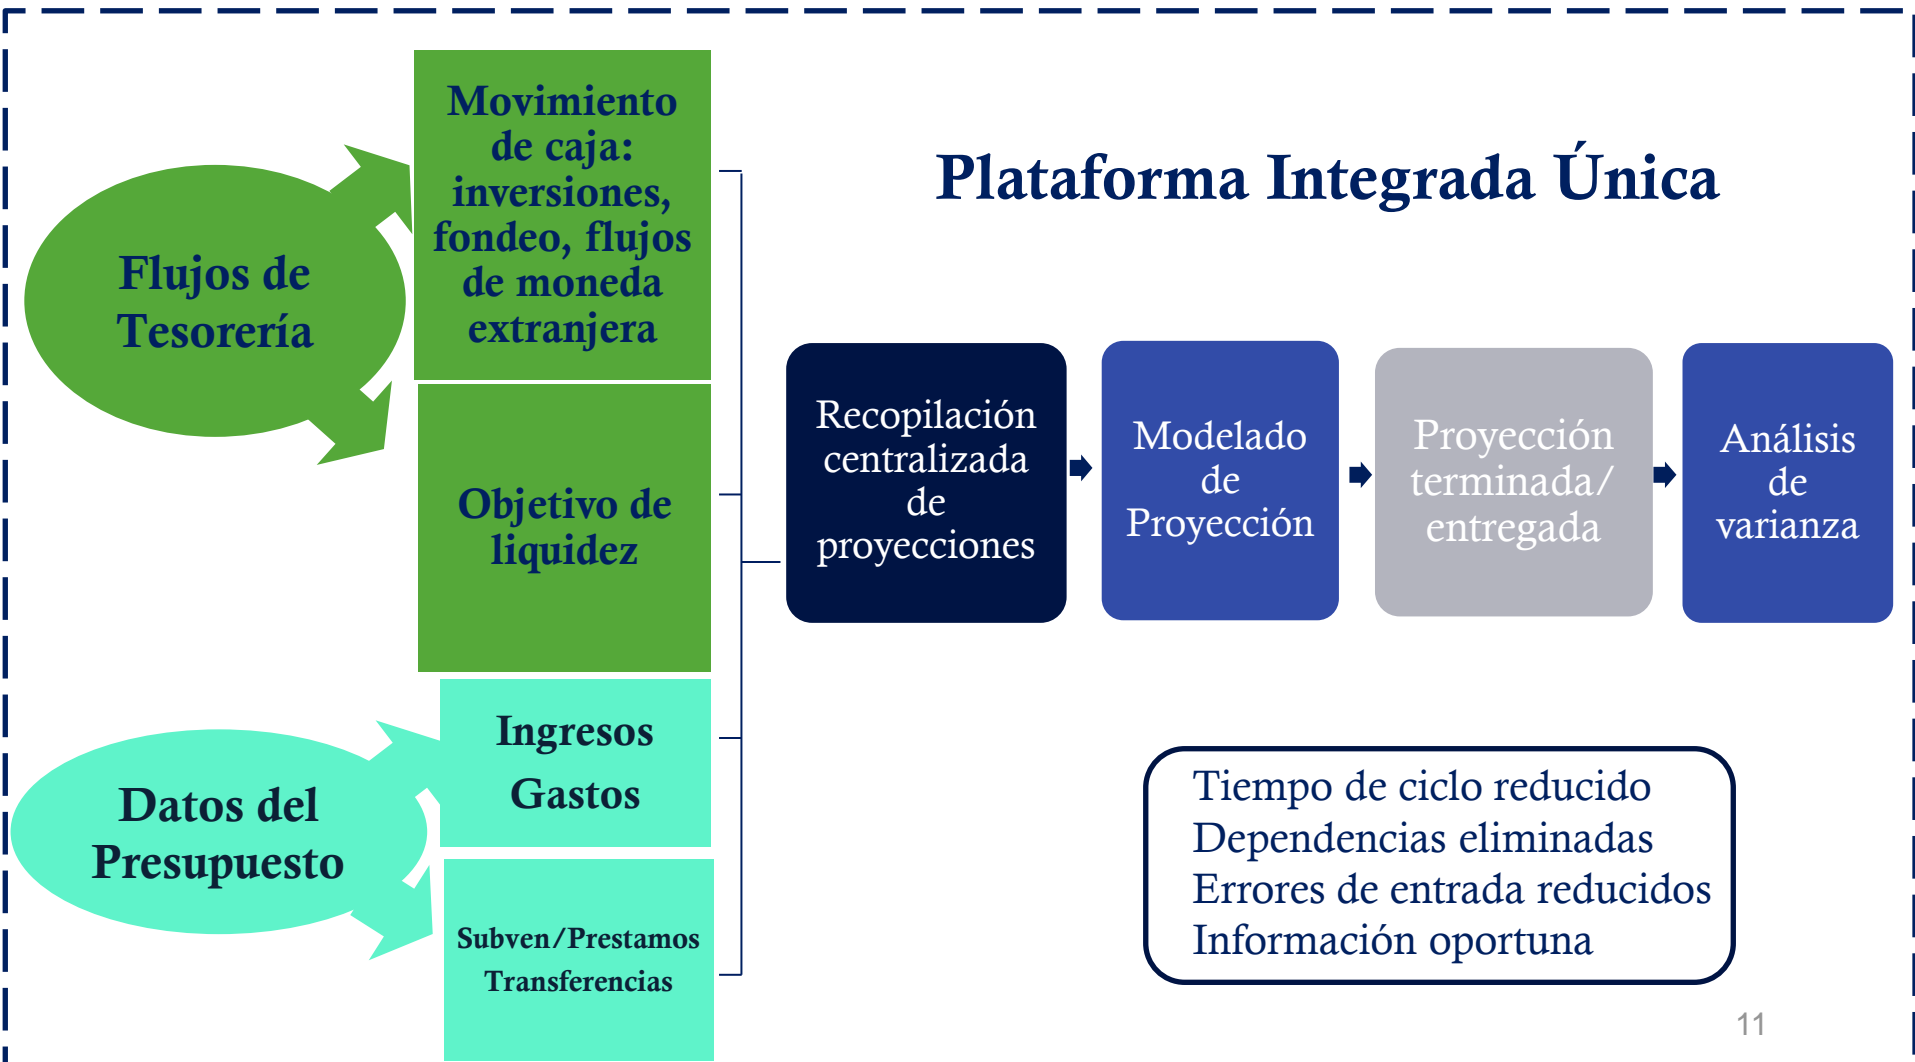 Plataforma Integrada Única
Flujos de
Tesorería
Movimiento
de caja:
inversiones,
fondeo, flujos
de moneda
extranjera
Objetivo de
liquidez
Datos del
Presupuesto
Ingresos
Gastos
Subven/Prestamos
Transferencias
Recopilación
centralizada
de
proyecciones
Modelado
de
Proyección
Proyección
terminada/
entregada
Análisis
de
varianza
Tiempo de ciclo reducido
Dependencias eliminadas
Errores de entrada reducidos
Información oportuna
11